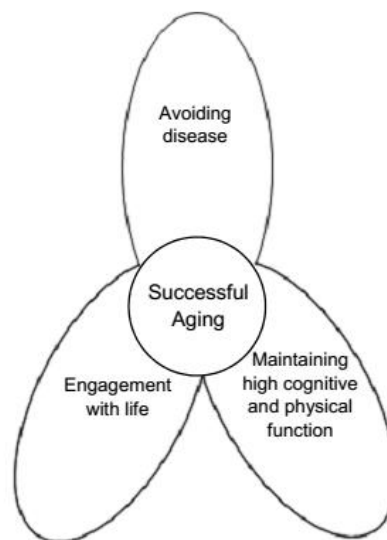 Avoiding
disease
Successful
Aging
Engagement
with life
Maintaining
high cognitive
and physical
function